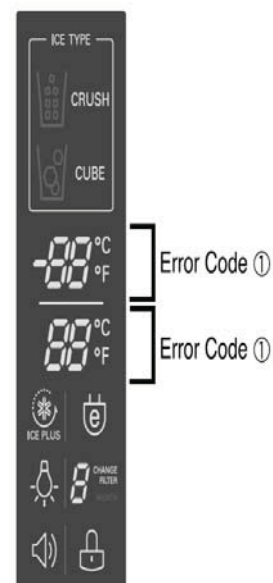 ICE TYPE
CRUSH
CUBE
-88 °C
°F
Error Code ①
88 °C
°F
Error Code ①
ICE PLUS
e
8 CHANGE
FILTER